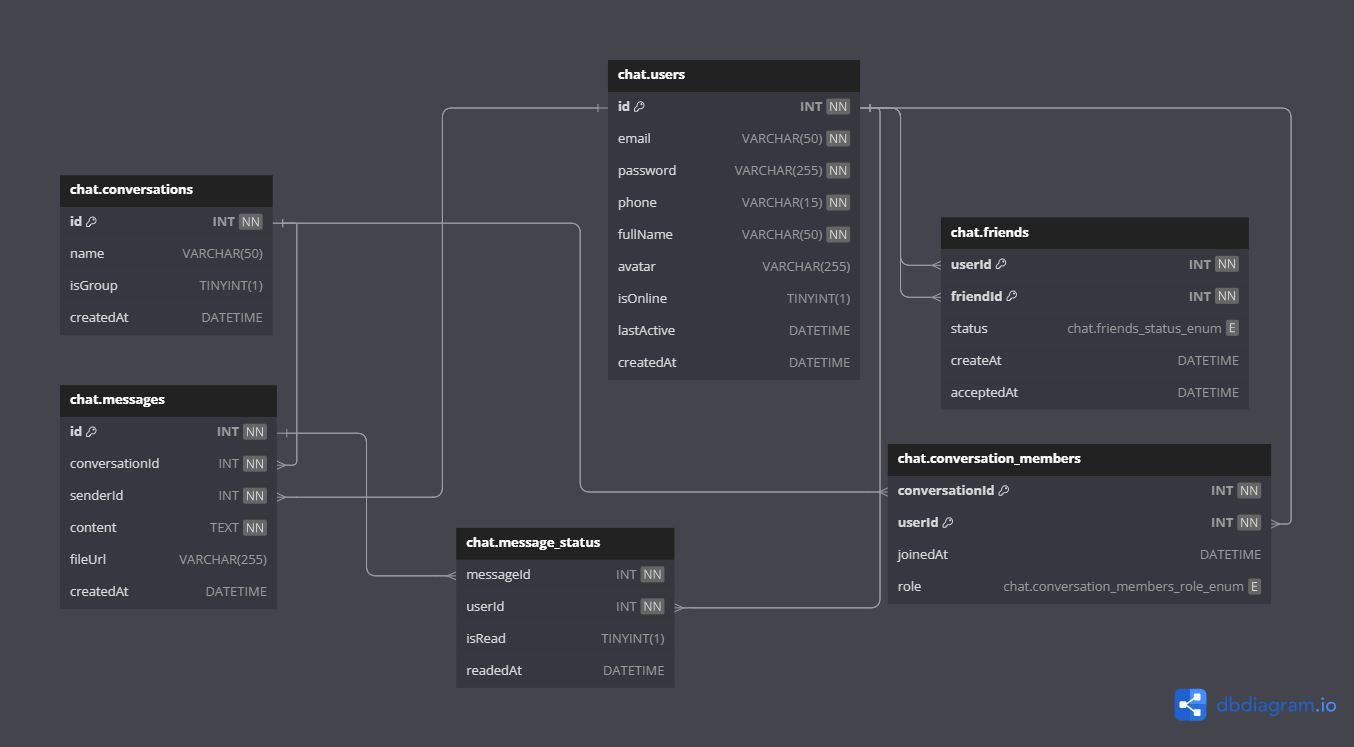 chat.users
id INT NN
email VARCHAR(50) NN
password VARCHAR(255) NN
phone VARCHAR(15) NN
fullName VARCHAR(50) NN
avatar VARCHAR(255)
isOnline TINYINT(1)
lastActive DATETIME
createdAt DATETIME
chat.conversations
id INT NN
name VARCHAR(50)
isGroup TINYINT(1)
createdAt DATETIME
chat.friends
userId INT NN
friendId INT NN
status chat.friends_status_enum E
createAt DATETIME
acceptedAt DATETIME
chat.messages
id INT NN
conversationId INT NN
senderId INT NN
content TEXT NN
fileUrl VARCHAR(255)
createdAt DATETIME
chat.conversation_members
conversationId INT NN
userId INT NN
joinedAt DATETIME
role chat.conversation_members_role_enum E
chat.message_status
messageId INT NN
userId INT NN
isRead TINYINT(1)
readedAt DATETIME
dbdiagram.io